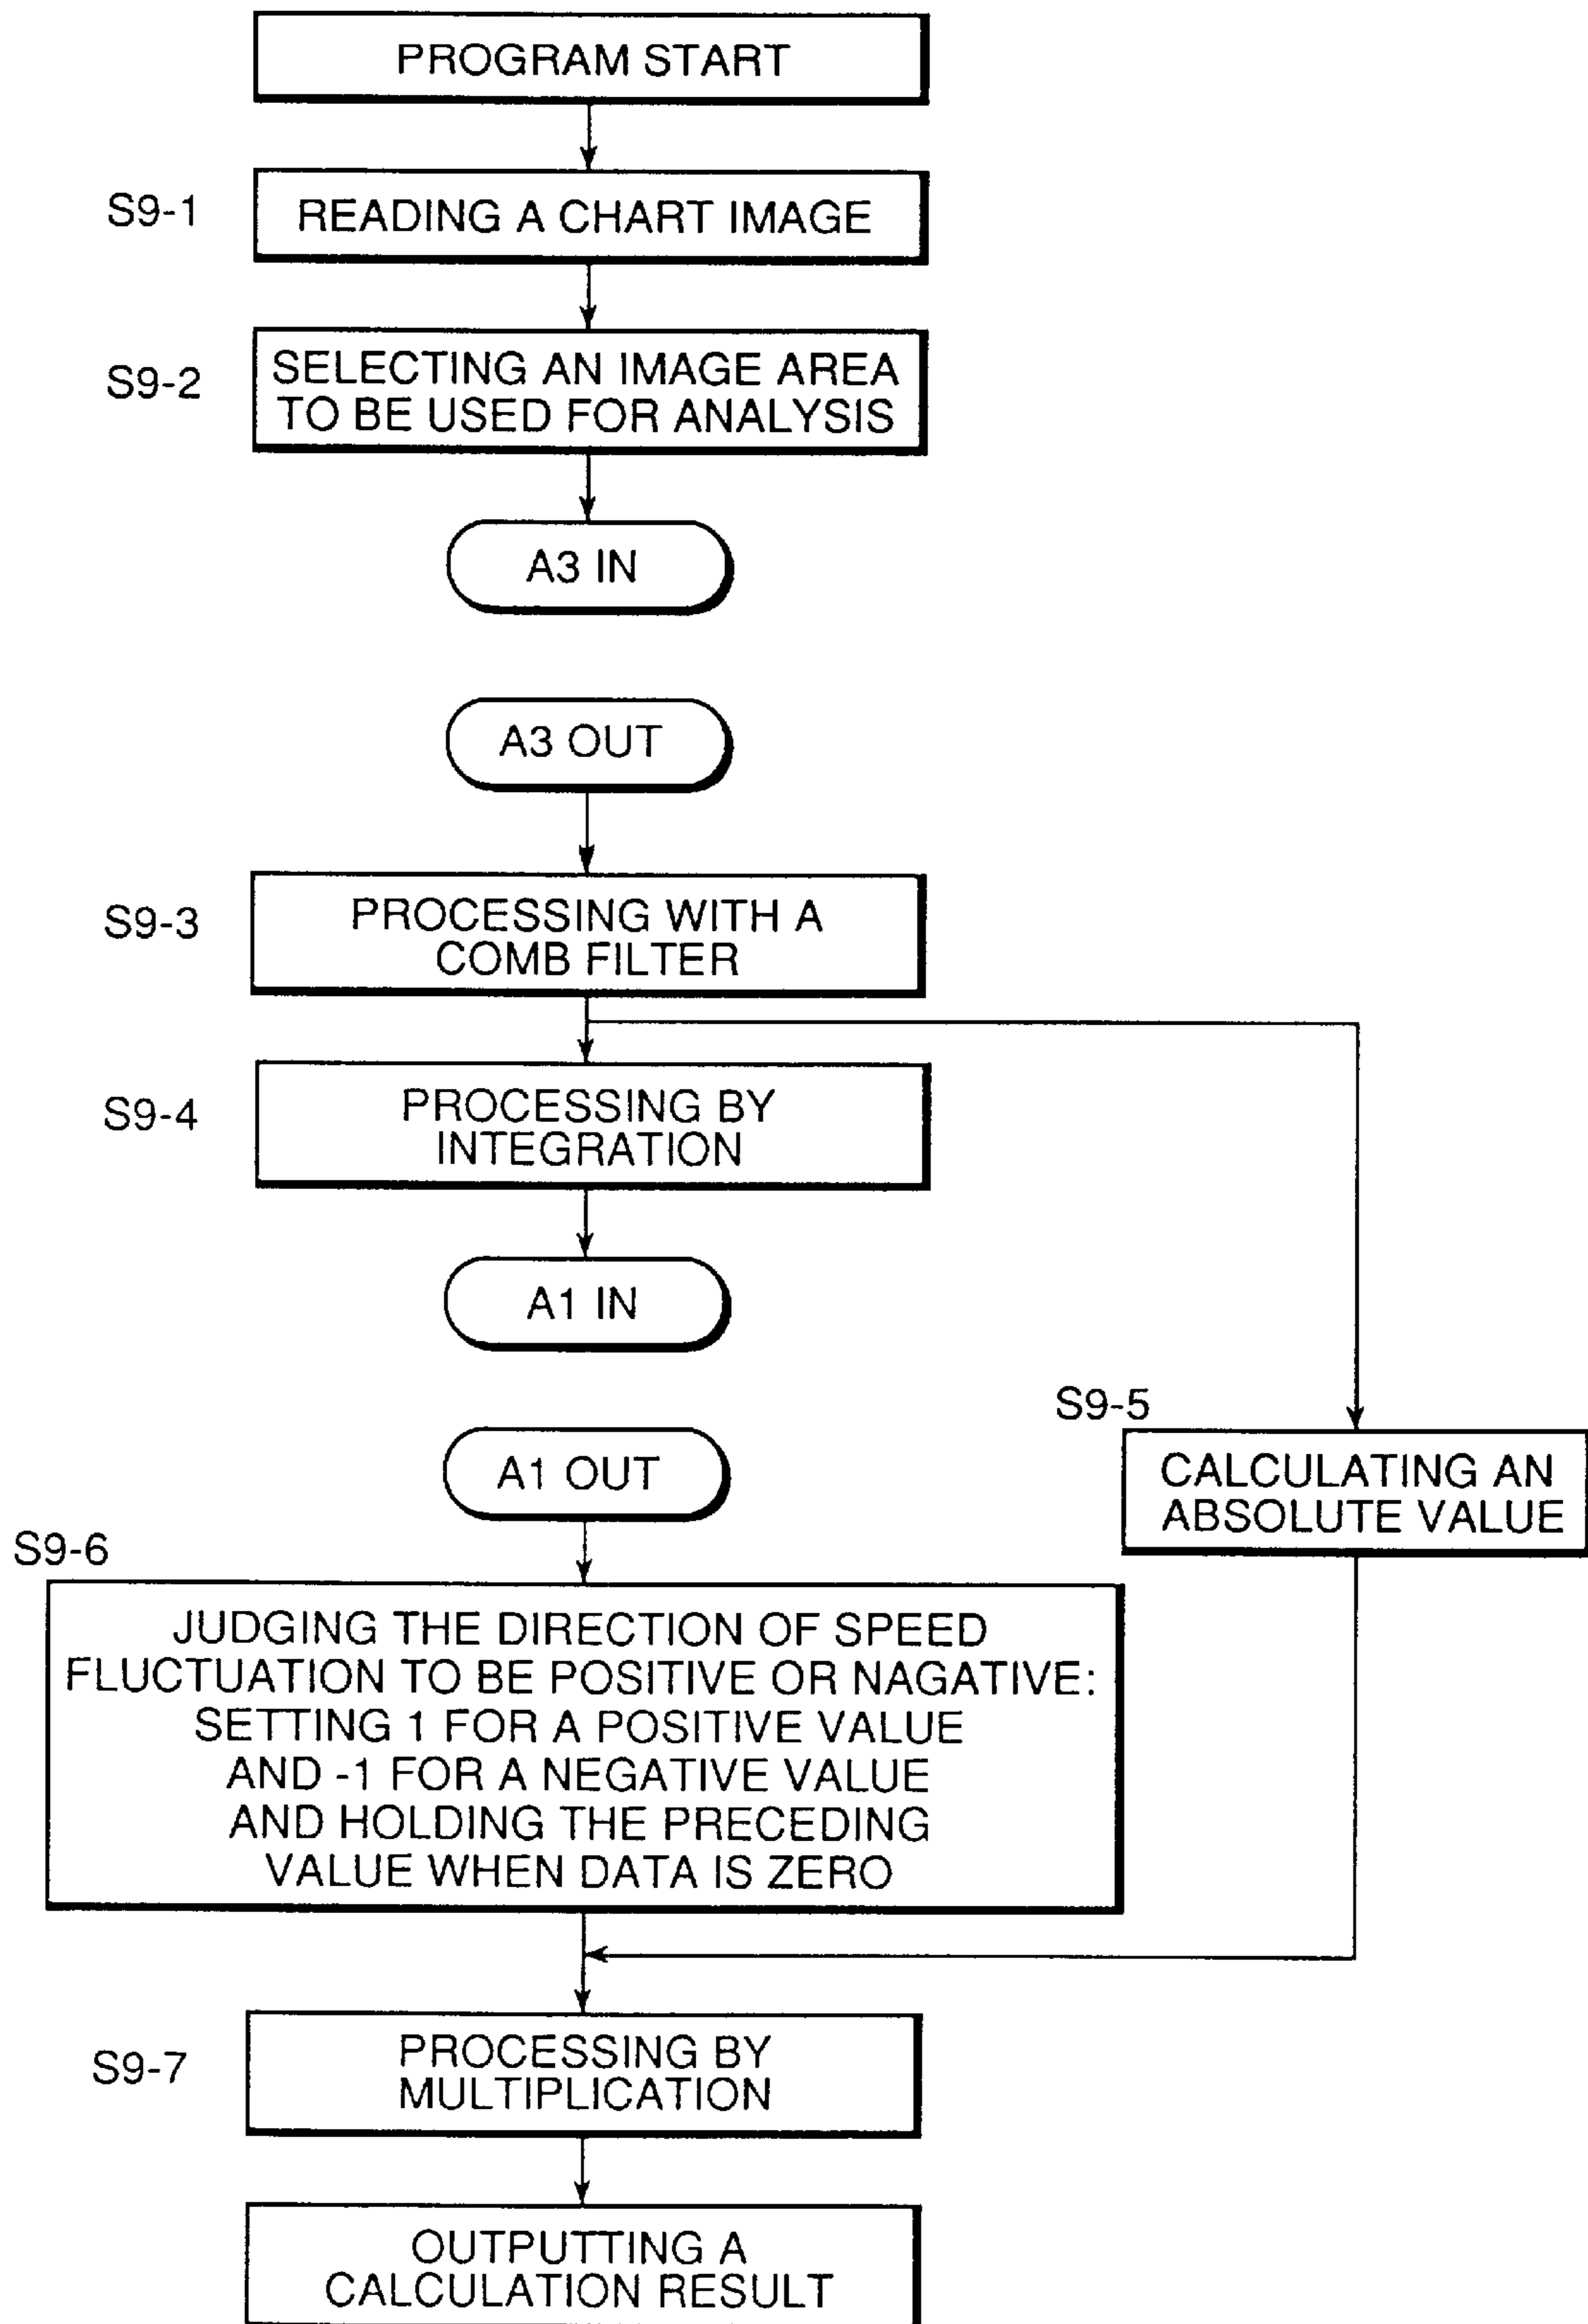 PROGRAM START
S9-1
READING A CHART IMAGE
S9-2
SELECTING AN IMAGE AREA
TO BE USED FOR ANALYSIS
A3 IN
A3 OUT
S9-3
PROCESSING WITH A
COMB FILTER
S9-4
PROCESSING BY
INTEGRATION
A1 IN
S9-5
CALCULATING AN
ABSOLUTE VALUE
A1 OUT
S9-6
JUDGING THE DIRECTION OF SPEED
FLUCTUATION TO BE POSITIVE OR NAGATIVE:
SETTING 1 FOR A POSITIVE VALUE
AND -1 FOR A NEGATIVE VALUE
AND HOLDING THE PRECEDING
VALUE WHEN DATA IS ZERO
S9-7
PROCESSING BY
MULTIPLICATION
OUTPUTTING A
CALCULATION RESULT